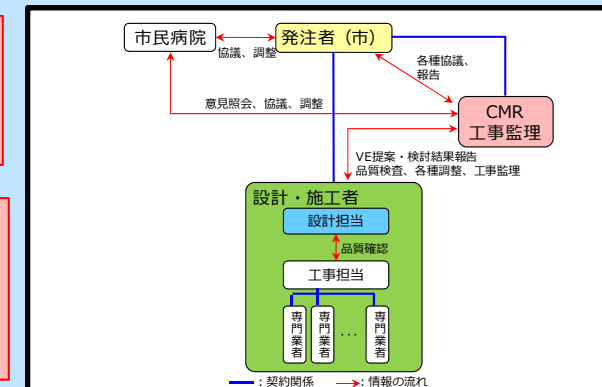 市民病院
発注者（市）
協議、調整
各種協議、
報告
意見照会、協議、調整
CMR
工事監理
VE提案・検討結果報告
品質検査、各種調整、工事監理
設計・施工者
設計担当
品質確認
工事担当
専門業者
専門業者
…
専門業者
：契約関係
：情報の流れ